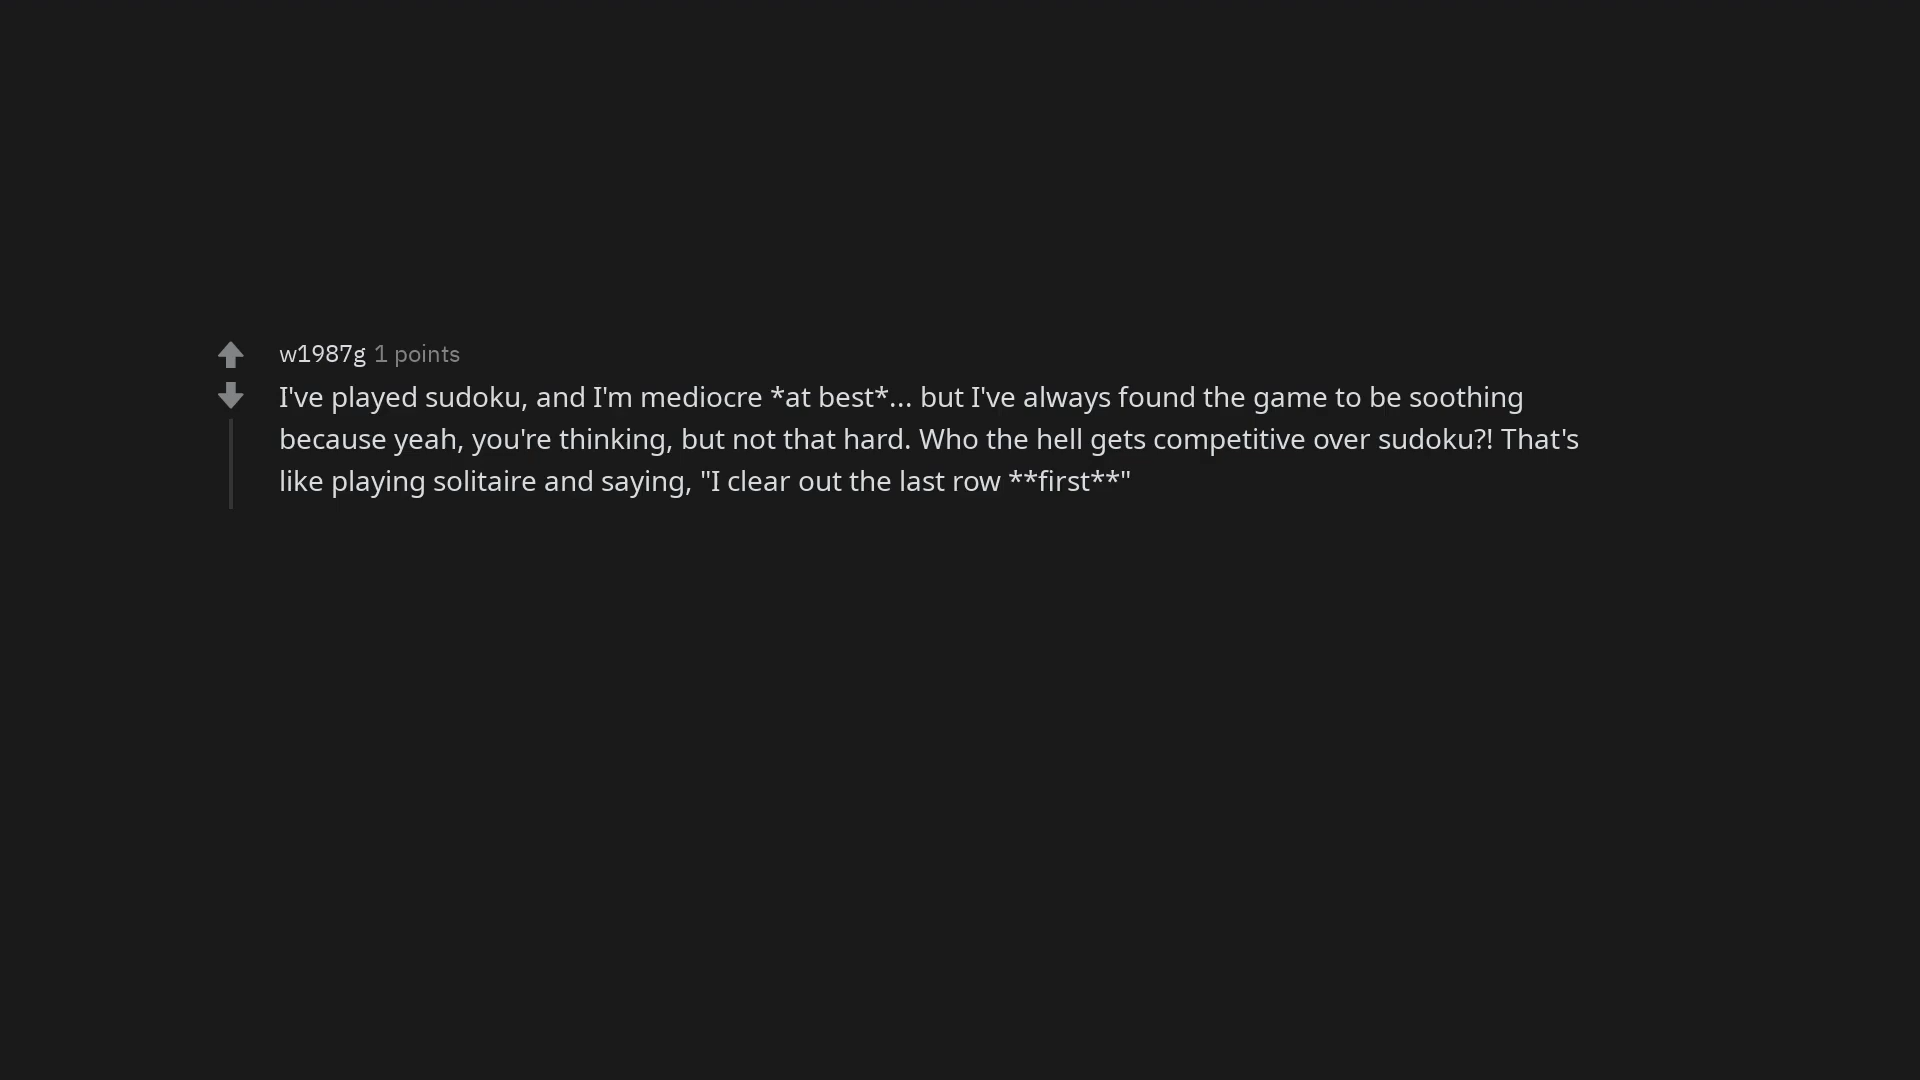 w1987g 1 points
I've played sudoku, and I'm mediocre *at best*... but I've always found the game to be soothing
because yeah, you're thinking, but not that hard. Who the hell gets competitive over sudoku?! That's
like playing solitaire and saying, "I clear out the last row **first**"